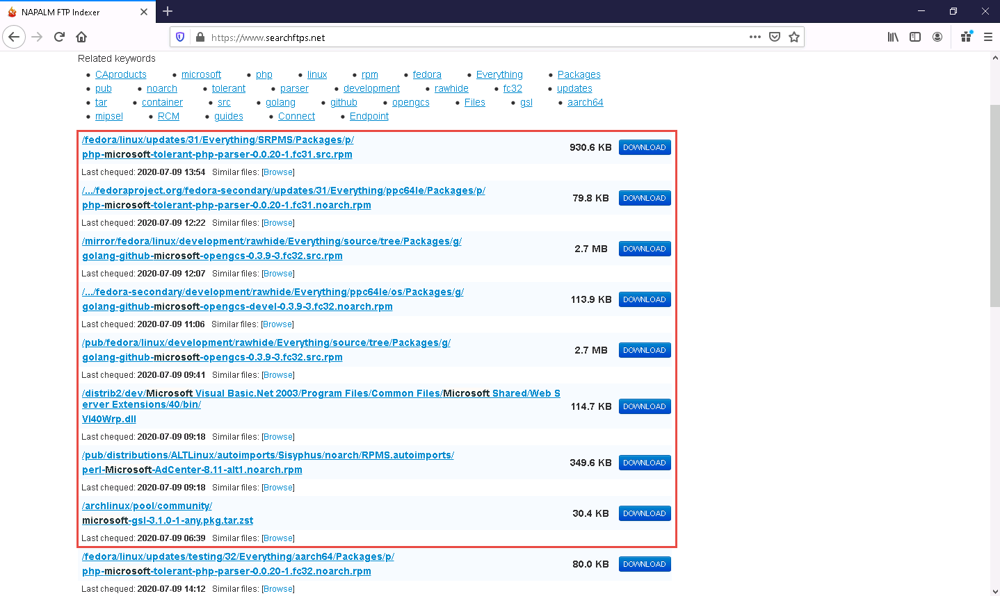 NAPALM FTP Indexer
https://www.searchftps.net
Related keywords
CAproducts microsoft php linux rpm fedora Everything Packages
pub noarch tolerant parser development rawhide fc32 updates
tar container src golang github opengcs Files gsl aarch64
mipsel RCM guides Connect Endpoint
/fedora/linux/updates/31/Everything/SRPMS/Packages/p/
php-microsoft-tolerant-php-parser-0.0.20-1.fc31.src.rpm
930.6 KB DOWNLOAD
Last chequed: 2020-07-09 13:54 Similar files: [Browse]
/.../fedoraproject.org/fedora-secondary/updates/31/Everything/ppc64le/Packages/p/
php-microsoft-tolerant-php-parser-0.0.20-1.fc31.noarch.rpm
79.8 KB DOWNLOAD
Last chequed: 2020-07-09 12:22 Similar files: [Browse]
/mirror/fedora/linux/development/rawhide/Everything/source/tree/Packages/g/
golang-github-microsoft-opengcs-0.3.9-3.fc32.src.rpm
2.7 MB DOWNLOAD
Last chequed: 2020-07-09 12:07 Similar files: [Browse]
/.../fedora-secondary/development/rawhide/Everything/ppc64le/os/Packages/g/
golang-github-microsoft-opengcs-devel-0.3.9-3.fc32.noarch.rpm
113.9 KB DOWNLOAD
Last chequed: 2020-07-09 11:06 Similar files: [Browse]
/pub/fedora/linux/development/rawhide/Everything/source/tree/Packages/g/
golang-github-microsoft-opengcs-0.3.9-3.fc32.src.rpm
2.7 MB DOWNLOAD
Last chequed: 2020-07-09 09:41 Similar files: [Browse]
/distrib2/dev/Microsoft Visual Basic.Net 2003/Program Files/Common Files/Microsoft Shared/Web S
erver Extensions/40/bin/
VI40Wrp.dll
114.7 KB DOWNLOAD
Last chequed: 2020-07-09 09:18 Similar files: [Browse]
/pub/distributions/ALTLinux/autoimports/Sisyphus/noarch/RPMS.autoimports/
perl-Microsoft-AdCenter-8.11-alt1.noarch.rpm
349.6 KB DOWNLOAD
Last chequed: 2020-07-09 09:18 Similar files: [Browse]
/archlinux/pool/community/
microsoft-gsl-3.1.0-1-any.pkg.tar.zst
30.4 KB DOWNLOAD
Last chequed: 2020-07-09 06:39 Similar files: [Browse]
/fedora/linux/updates/testing/32/Everything/aarch64/Packages/p/
php-microsoft-tolerant-php-parser-0.0.20-1.fc32.noarch.rpm
80.0 KB DOWNLOAD
Last chequed: 2020-07-09 14:12 Similar files: [Browse]